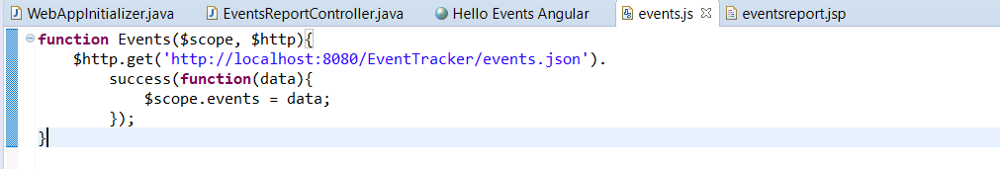 WebAppInitializer.java EventsReportController.java Hello Events Angular events.js eventsreport.jsp
function Events($scope, $http){
    $http.get('http://localhost:8080/EventTracker/events.json').
        success(function(data){
            $scope.events = data;
        });
}